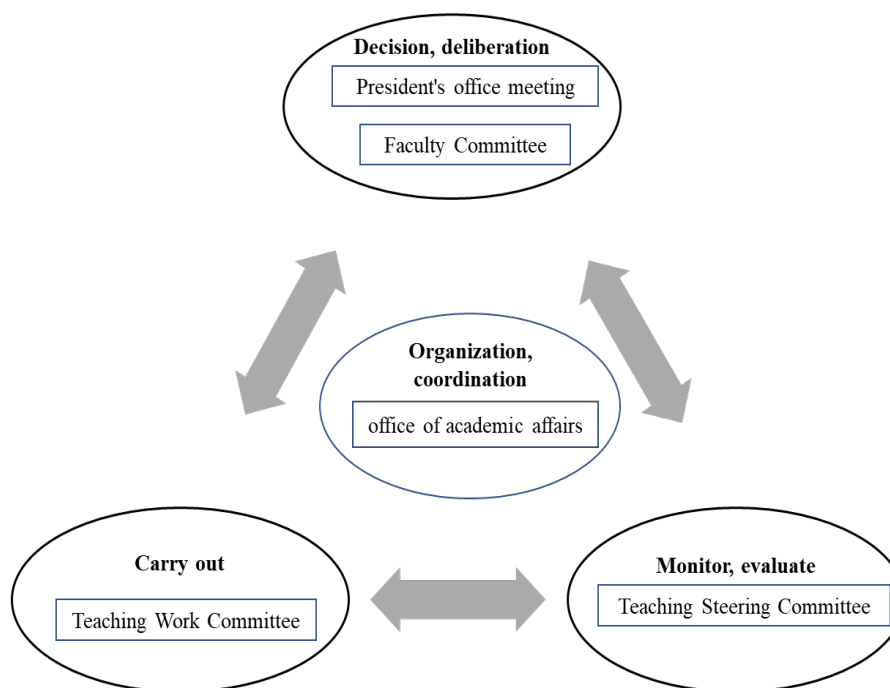 Decision, deliberation
President's office meeting
Faculty Committee
Organization,
coordination
office of academic affairs
Carry out
Teaching Work Committee
Monitor, evaluate
Teaching Steering Committee